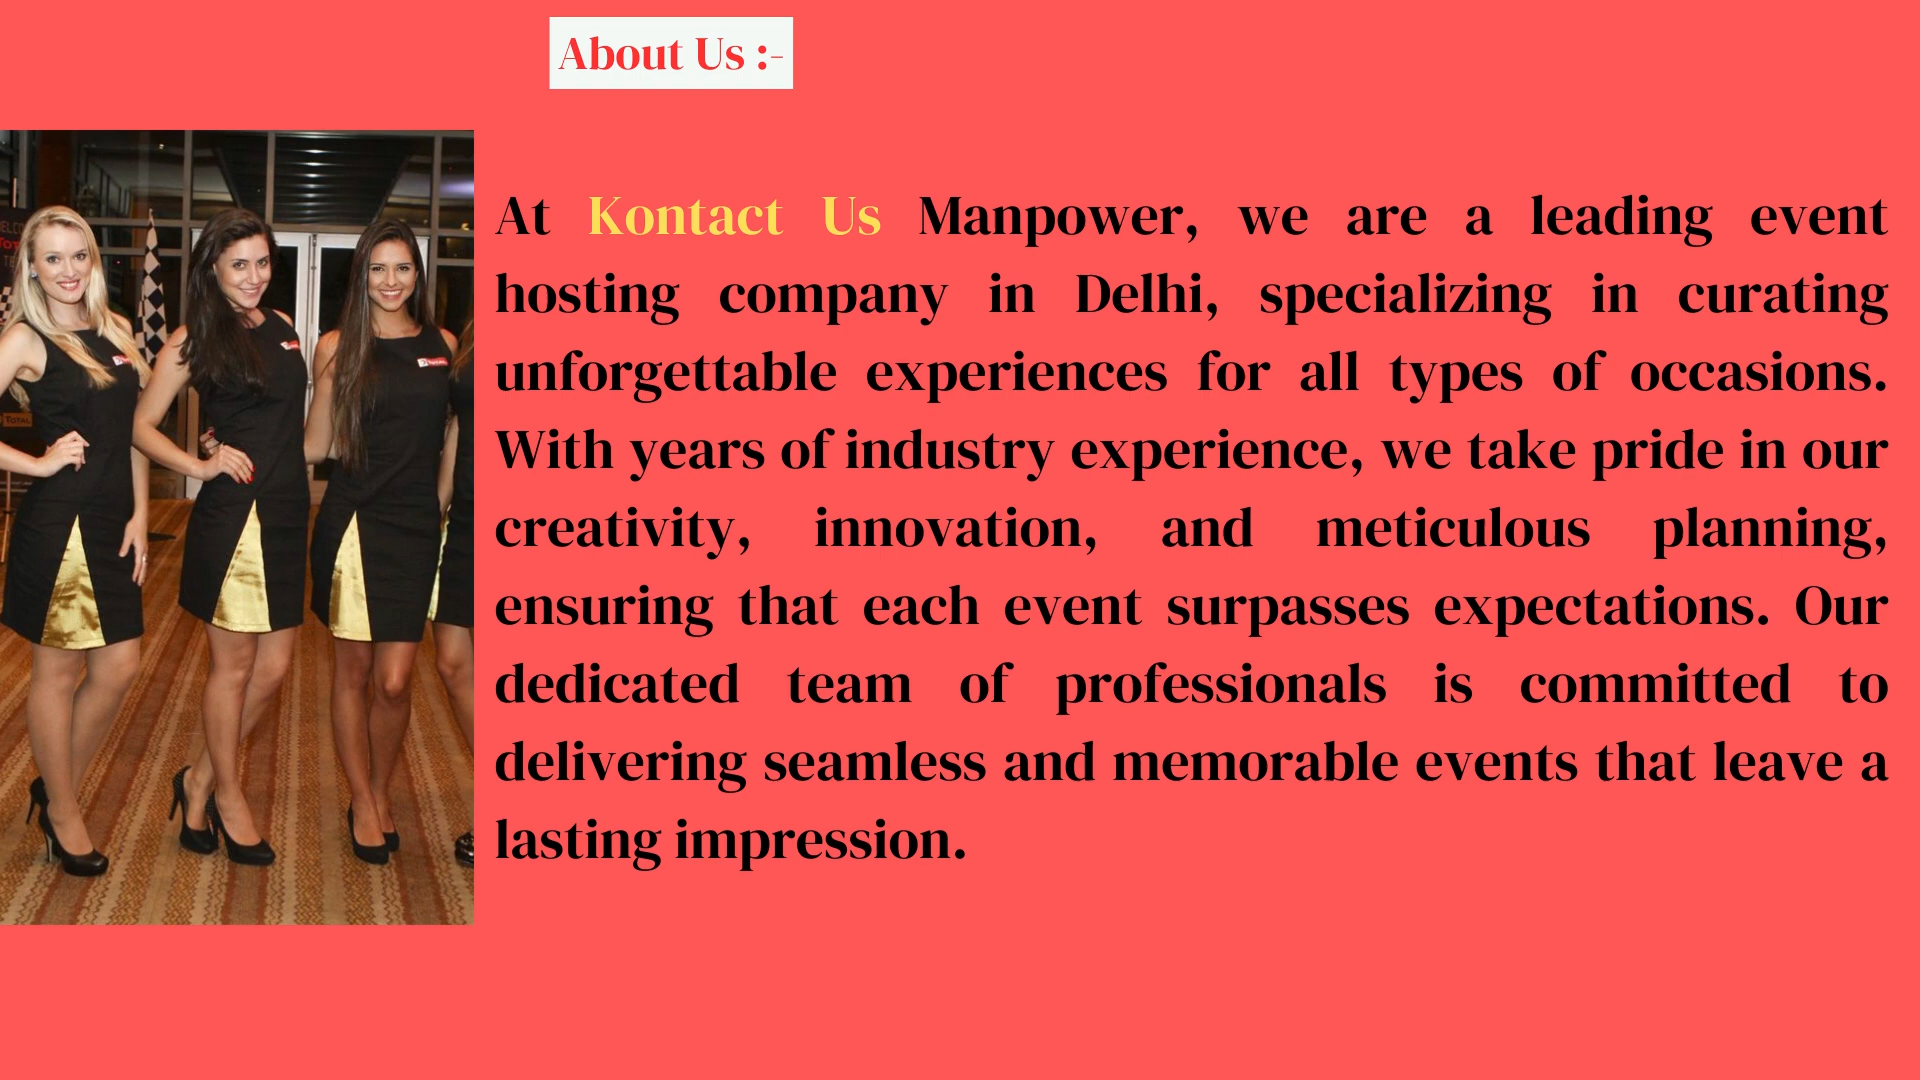 About Us :-
At Kontact Us Manpower, we are a leading event
hosting company in Delhi, specializing in curating
unforgettable experiences for all types of occasions.
With years of industry experience, we take pride in our
creativity, innovation, and meticulous planning,
ensuring that each event surpasses expectations. Our
dedicated team of professionals is committed to
delivering seamless and memorable events that leave a
lasting impression.
TOTAL